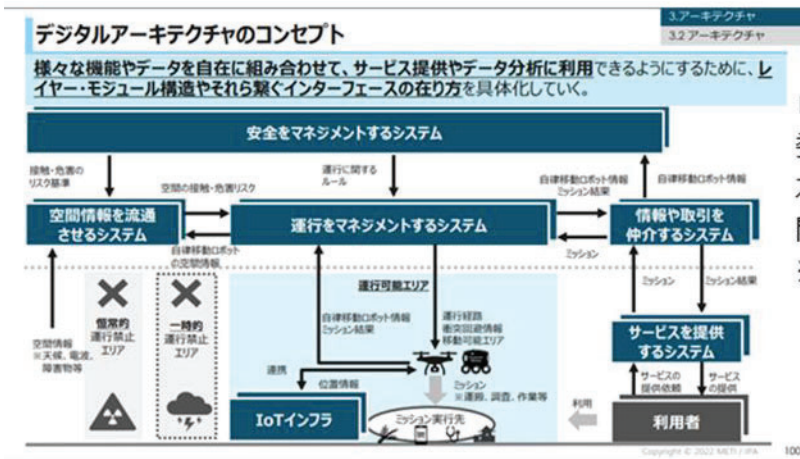 デジタルアーキテクチャのコンセプト
3.アーキテクチャ
3.2 アーキテクチャ
様々な機能やデータを自在に組み合わせて、サービス提供やデータ分析に利用できるようにするために、レ
イヤー・モジュール構造やそれら繋ぐインターフェースの在り方を具体化していく。
安全をマネジメントするシステム
接触・危害の
リスク基準
空間の接触・危害リスク
運行に関する
ルール
自律移動ロボット情報
ミッション結果
自律移動ロボット情報
空間情報を流通
させるシステム
運行をマネジメントするシステム
情報や取引を
仲介するシステム
自律移動ロボット
の空間情報
ミッション
運行可能エリア
ミッション
ミッション結果
恒常的
運行禁止
エリア
一時的
運行禁止
エリア
自律移動ロボット情報
ミッション結果
運行経路
衝突回避情報
移動可能エリア
空間情報
※天候、電波、
障害物等
サービスを提供
するシステム
連携
位置情報
ミッション
※運搬、調査、作業等
サービスの
提供依頼
サービス
の提供
IoTインフラ
ミッション実行先
利用
利用者
Copyright © 2022 METI / IPA
100